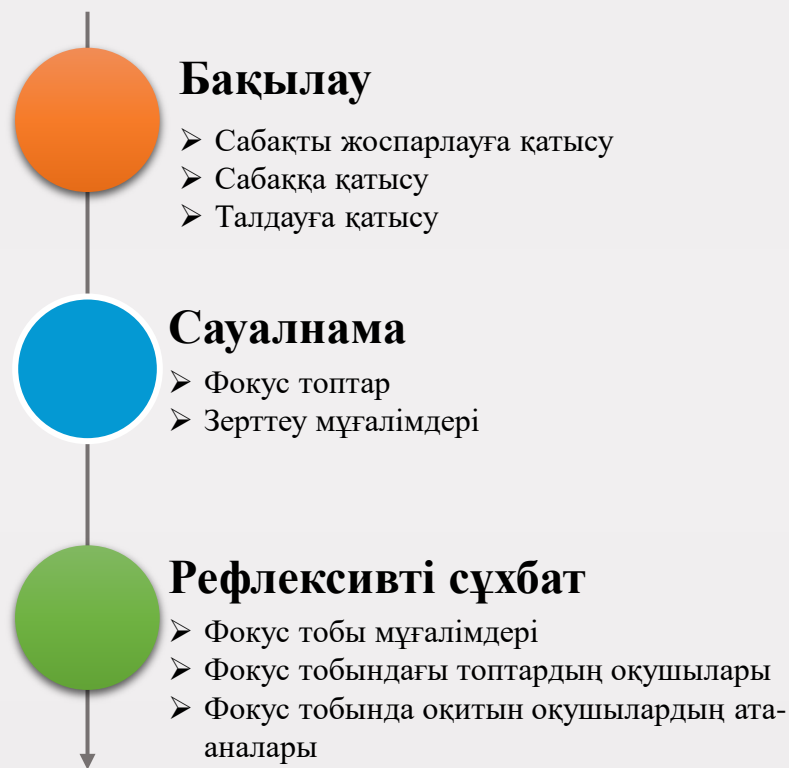 Бақылау
➢ Сабақты жоспарлауға қатысу
➢ Сабаққа қатысу
➢ Талдауға қатысу
Сауалнама
➢ Фокус топтар
➢ Зерттеу мұғалімдері
Рефлексивті сұхбат
➢ Фокус тобы мұғалімдері
➢ Фокус тобындағы топтардың оқушылары
➢ Фокус тобында оқитын оқушылардың ата-
аналары